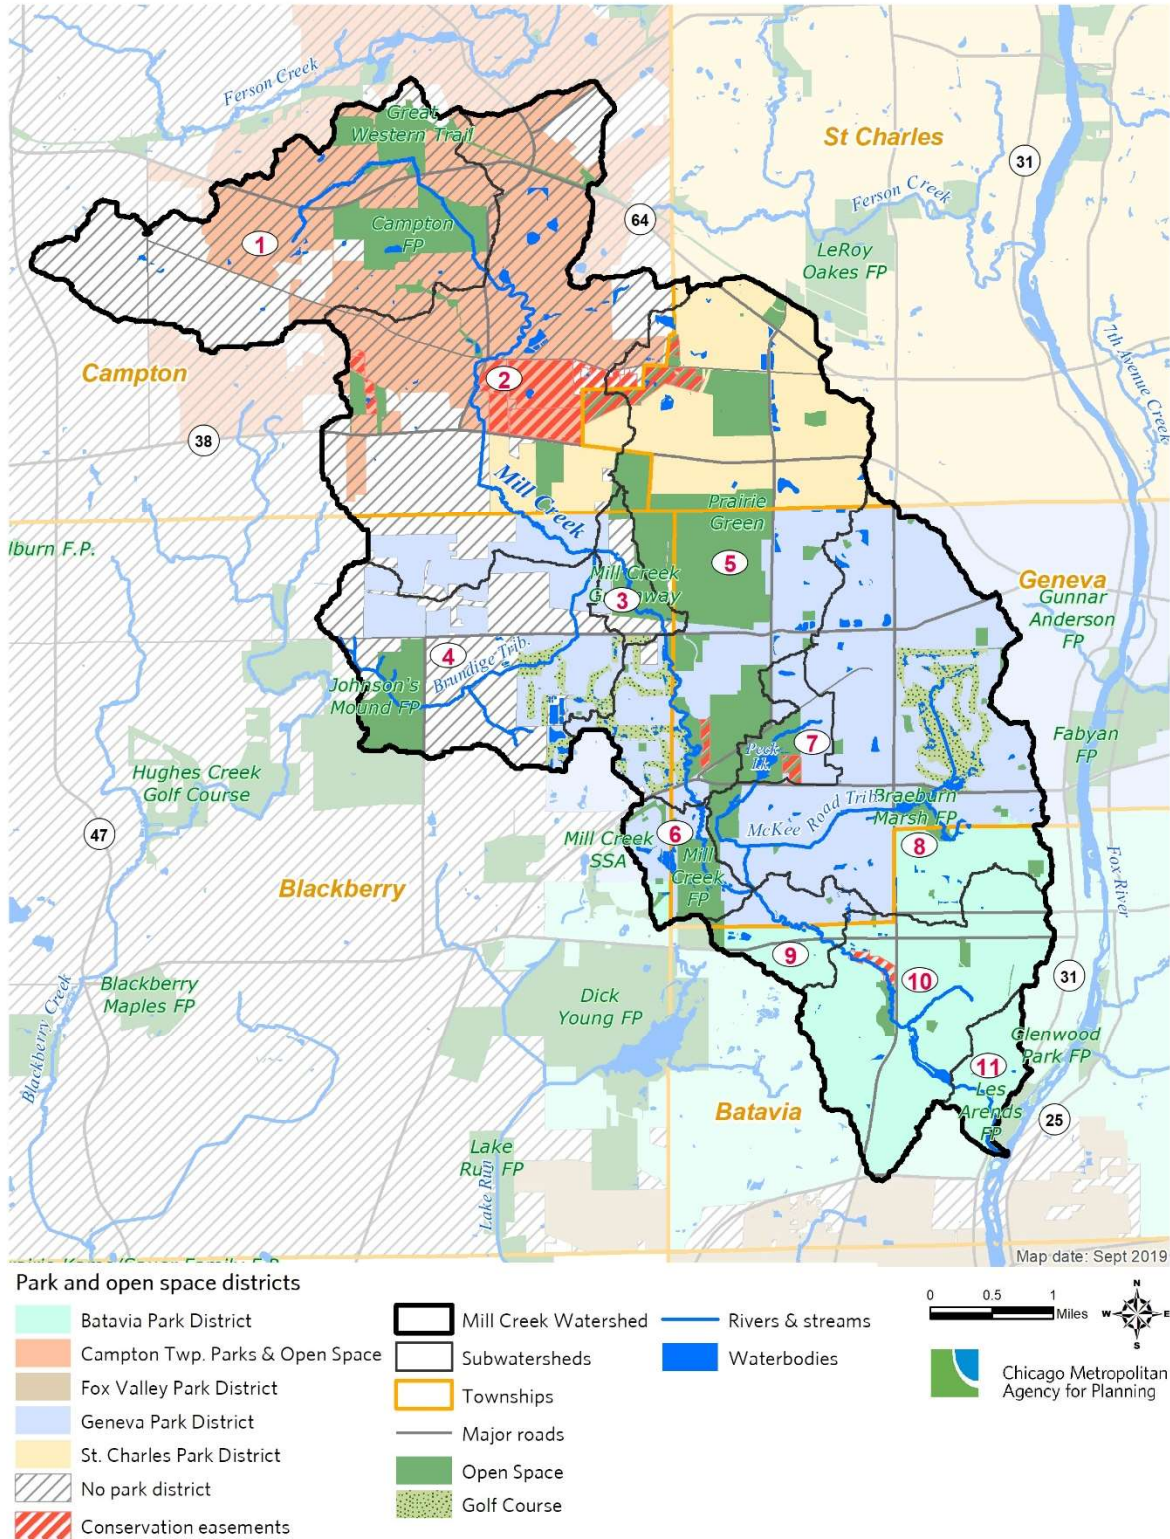 Ferson Creek
Great
Western Trail
St Charles
31
Ferson Creek
64
1
Campton
FP
LeRoy
Oakes FP
7th Avenue Creek
Campton
2
38
Mill Creek
Prairie
Green
lburn F.P.
5
Geneva
Mill Creek
Greenway
3
Gunnar
Anderson
FP
4
Brundige Trib.
Johnson's
Mound FP
7
Peck
Lk.
Fabyan
FP
Hughes Creek
Golf Course
Braeburn
Marsh FP
McKee Road Trib.
47
6
8
Mill Creek
SSA
Mill
Creek
FP
Blackberry
Fox River
9
10
31
Blackberry
Maples FP
Dick
Young FP
Blackberry Creek
Glenwood
Park FP
11
Les
Arends
FP
Batavia
25
Lake
Run FP
Lake Run
Map date: Sept 2019
Park and open space districts
Batavia Park District
Campton Twp. Parks & Open Space
Fox Valley Park District
Geneva Park District
St. Charles Park District
No park district
Conservation easements
Mill Creek Watershed
Subwatersheds
Townships
Major roads
Open Space
Golf Course
Rivers & streams
Waterbodies
0 0.5 1
Miles
N
W E
S
Chicago Metropolitan
Agency for Planning